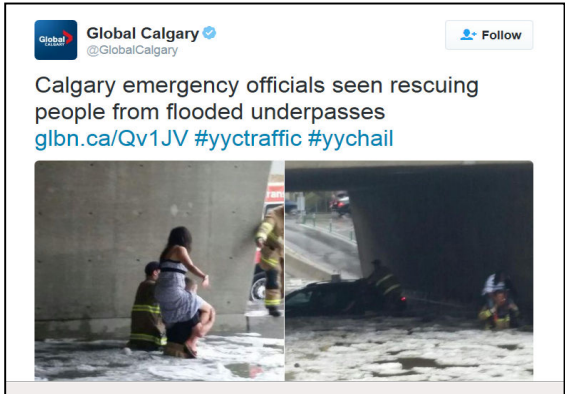 Global
CALGARY
Global Calgary
@GlobalCalgary
Follow
Calgary emergency officials seen rescuing
people from flooded underpasses
glbn.ca/Qv1JV #yyctraffic #yychail